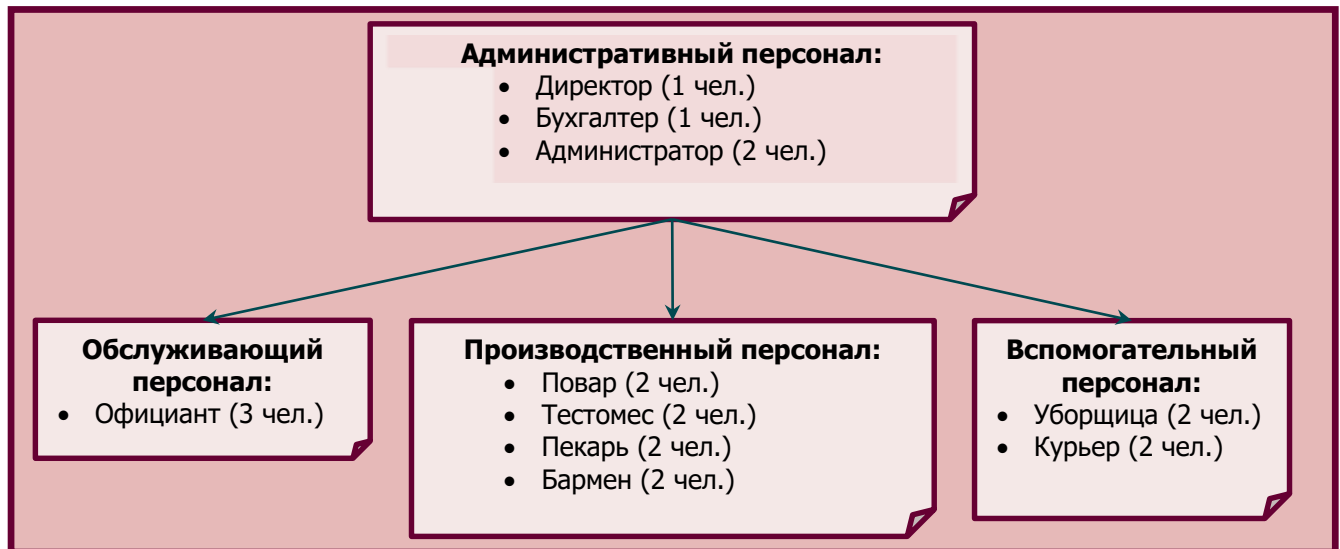 Административный персонал:
• Директор (1 чел.)
• Бухгалтер (1 чел.)
• Администратор (2 чел.)
Обслуживающий
персонал:
• Официант (3 чел.)
Производственный персонал:
• Повар (2 чел.)
• Тестомес (2 чел.)
• Пекарь (2 чел.)
• Бармен (2 чел.)
Вспомогательный
персонал:
• Уборщица (2 чел.)
• Курьер (2 чел.)